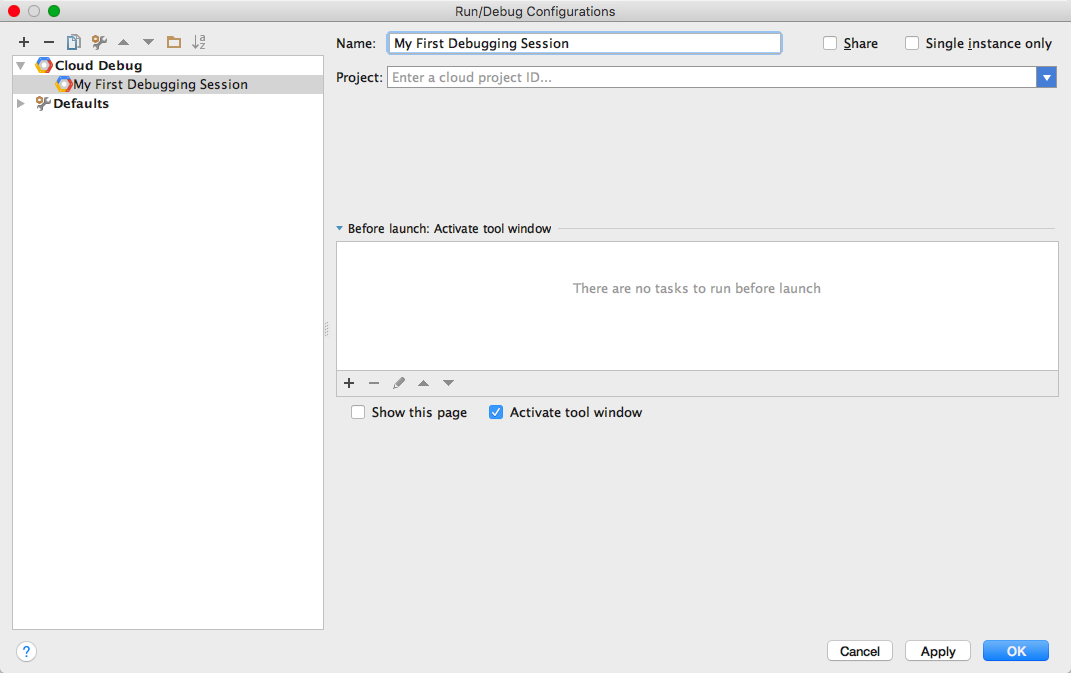 Run/Debug Configurations
Cloud Debug
My First Debugging Session
Defaults
Name: My First Debugging Session Share Single instance only
Project: Enter a cloud project ID...
Before launch: Activate tool window
There are no tasks to run before launch
Show this page Activate tool window
? Cancel Apply OK